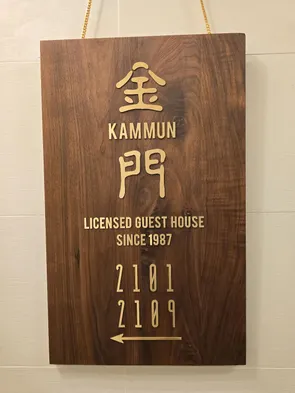 金
KAMMUN
門
LICENSED GUEST HOUSE
SINCE 1987
2101
2109